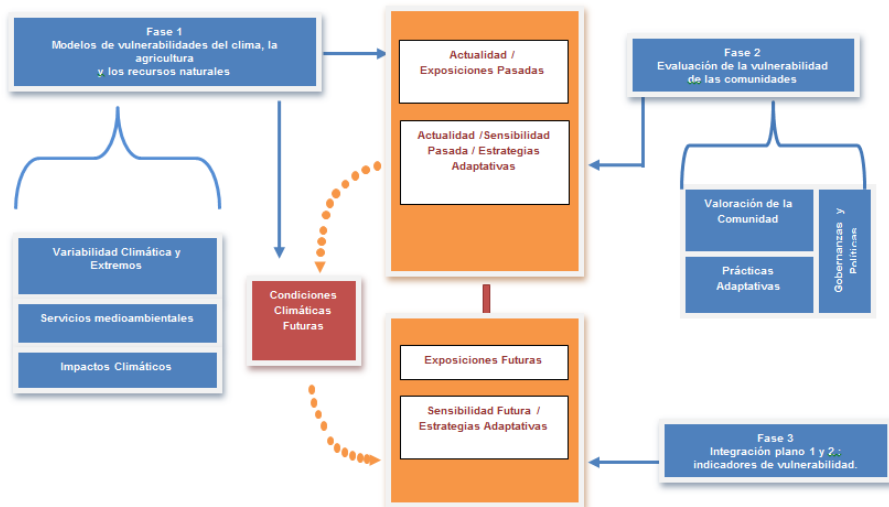 Fase 1
Modelos de vulnerabilidades del clima, la
agricultura
y los recursos naturales
Actualidad /
Exposiciones Pasadas
Actualidad /Sensibilidad
Pasada / Estrategias
Adaptativas
Fase 2
Evaluación de la vulnerabilidad
de las comunidades
Valoración de la
Comunidad
Prácticas
Adaptativas
Gobernanzas y
Políticas
Variabilidad Climática y
Extremos
Servicios medioambientales
Impactos Climáticos
Condiciones
Climáticas
Futuras
Exposiciones Futuras
Sensibilidad Futura /
Estrategias Adaptativas
Fase 3
Integración plano 1 y 2 :
indicadores de vulnerabilidad.